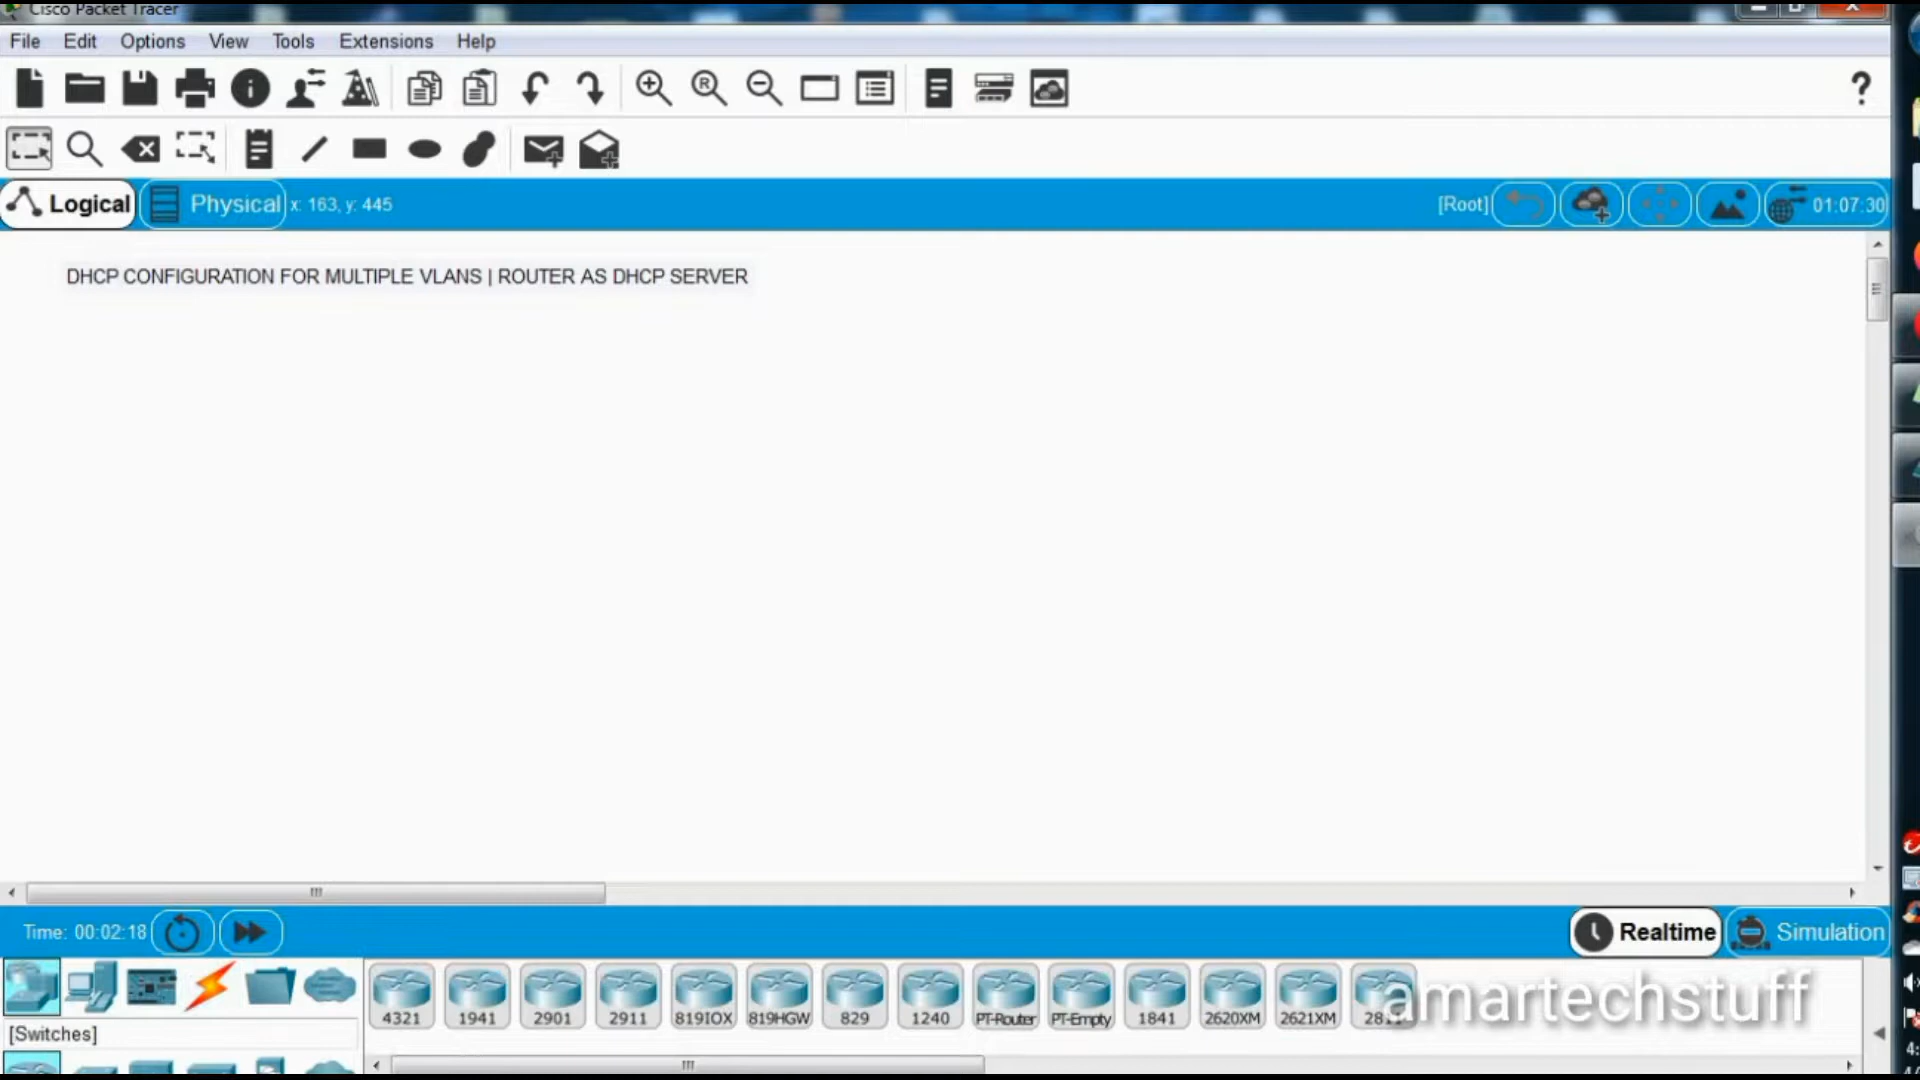 Cisco Packet Tracer
File Edit Options View Tools Extensions Help
Logical Physical x: 163, y: 445 [Root] 01:07:30
DHCP CONFIGURATION FOR MULTIPLE VLANS | ROUTER AS DHCP SERVER
Time: 00:02:18 Realtime Simulation
4321 1941 2901 2911 819IOX 819HGW 829 1240 PT-Router PT-Empty 1841 2620XM 2621XM
amartechstuff
[Switches]